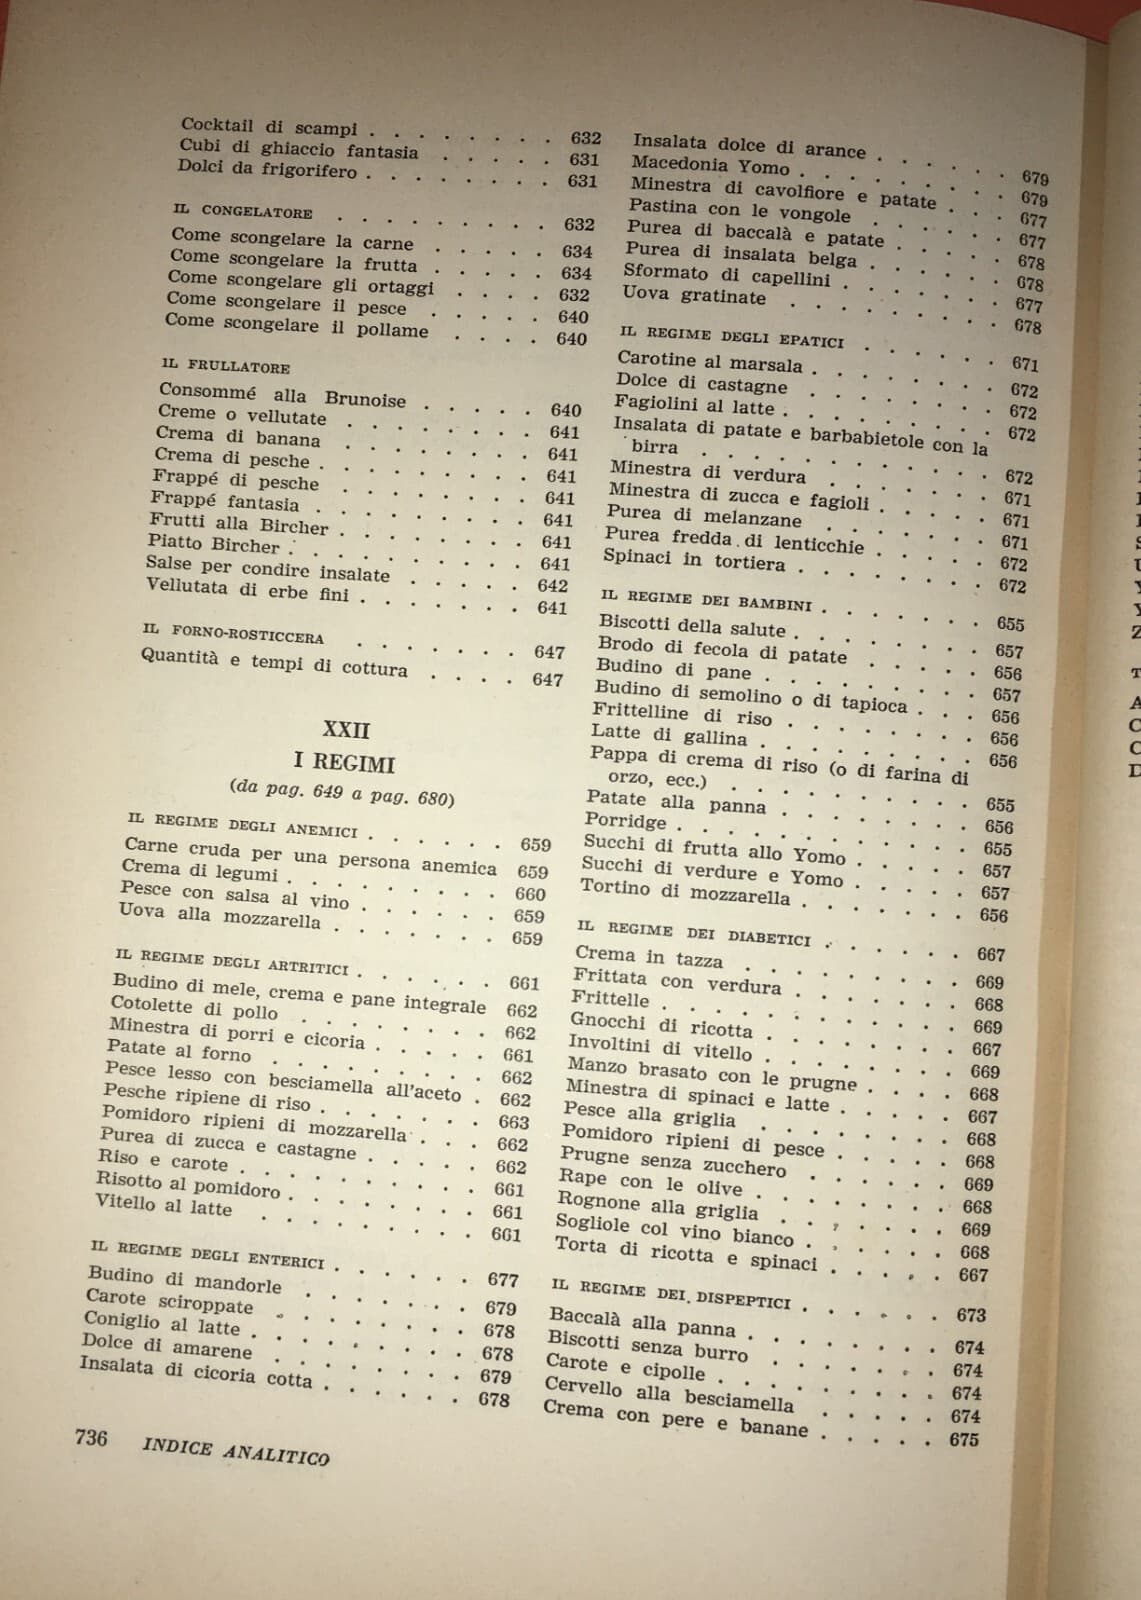 Cocktail di scampi . . . . . . . . 632
Cubi di ghiaccio fantasia . . . . . 631
Dolci da frigorifero . . . . . . . . 631
IL CONGELATORE . . . . . . . . 632
Come scongelare la carne . . . . . 634
Come scongelare la frutta . . . . . 634
Come scongelare gli ortaggi . . . . 632
Come scongelare il pesce . . . . . 640
Come scongelare il pollame . . . . 640
IL FRULLATORE
Consommé alla Brunoise . . . . . 640
Creme o vellutate . . . . . . . . 641
Crema di banana . . . . . . . . 641
Crema di pesche . . . . . . . . . 641
Frappé di pesche . . . . . . . . 641
Frappé fantasia . . . . . . . . . 641
Frutti alla Bircher . . . . . . . . 641
Piatto Bircher . . . . . . . . . . 641
Salse per condire insalate . . . . . 642
Vellutata di erbe fini . . . . . . . 641
IL FORNO-ROSTICCERA . . . . . . . 647
Quantità e tempi di cottura . . . . 647
XXII
I REGIMI
(da pag. 649 a pag. 680)
IL REGIME DEGLI ANEMICI . . . . . . 659
Carne cruda per una persona anemica 659
Crema di legumi . . . . . . . . . 660
Pesce con salsa al vino . . . . . . 659
Uova alla mozzarella . . . . . . . 659
IL REGIME DEGLI ARTRITICI . . . . . . 661
Budino di mele, crema e pane integrale 662
Cotolette di pollo . . . . . . . . 662
Minestra di porri e cicoria . . . . . 661
Patate al forno . . . . . . . . . 662
Pesce lesso con besciamella all'aceto . 662
Pesche ripiene di riso . . . . . . . 663
Pomidoro ripieni di mozzarella . . . 662
Purea di zucca e castagne . . . . . 662
Riso e carote . . . . . . . . . . 661
Risotto al pomidoro . . . . . . . . 661
Vitello al latte . . . . . . . . . 661
IL REGIME DEGLI ENTERICI . . . . . . 677
Budino di mandorle . . . . . . . 679
Carote sciroppate . . . . . . . . 678
Coniglio al latte . . . . . . . . . 678
Dolce di amarene . . . . . . . . 679
Insalata di cicoria cotta . . . . . . 678
Insalata dolce di arance . . . . . . 679
Macedonia Yomo . . . . . . . . . 679
Minestra di cavolfiore e patate . . . 677
Pastina con le vongole . . . . . . 677
Purea di baccalà e patate . . . . . 678
Purea di insalata belga . . . . . . 678
Sformato di capellini . . . . . . . 677
Uova gratinate . . . . . . . . . 678
IL REGIME DEGLI EPATICI . . . . . . 671
Carotine al marsala . . . . . . . . 672
Dolce di castagne . . . . . . . . 672
Fagiolini al latte . . . . . . . . . 672
Insalata di patate e barbabietole con la
birra . . . . . . . . . . . 672
Minestra di verdura . . . . . . . 671
Minestra di zucca e fagioli . . . . . 671
Purea di melanzane . . . . . . . 671
Purea fredda di lenticchie . . . . . 672
Spinaci in tortiera . . . . . . . . 672
IL REGIME DEI BAMBINI . . . . . . . 655
Biscotti della salute . . . . . . . . 657
Brodo di fecola di patate . . . . . 656
Budino di pane . . . . . . . . . 657
Budino di semolino o di tapioca . . . 656
Frittelline di riso . . . . . . . . 656
Latte di gallina . . . . . . . . . 656
Pappa di crema di riso (o di farina di
orzo, ecc.) . . . . . . . . . . 655
Patate alla panna . . . . . . . . 656
Porridge . . . . . . . . . . . . 655
Succhi di frutta allo Yomo . . . . . 657
Succhi di verdure e Yomo . . . . . 657
Tortino di mozzarella . . . . . . . 656
IL REGIME DEI DIABETICI . . . . . . 667
Crema in tazza . . . . . . . . . 669
Frittata con verdura . . . . . . . 668
Frittelle . . . . . . . . . . . . 669
Gnocchi di ricotta . . . . . . . . 667
Involtini di vitello . . . . . . . . 669
Manzo brasato con le prugne . . . . 668
Minestra di spinaci e latte . . . . . 667
Pesce alla griglia . . . . . . . . 668
Pomidoro ripieni di pesce . . . . . 668
Prugne senza zucchero . . . . . . 669
Rape con le olive . . . . . . . . 668
Rognone alla griglia . . . . . . . 669
Sogliole col vino bianco . . . . . . 668
Torta di ricotta e spinaci . . . . . . 667
IL REGIME DEI DISPEPTICI . . . . . . 673
Baccalà alla panna . . . . . . . . 674
Biscotti senza burro . . . . . . . 674
Carote e cipolle . . . . . . . . . 674
Cervello alla besciamella . . . . . 674
Crema con pere e banane . . . . . 675
736 INDICE ANALITICO